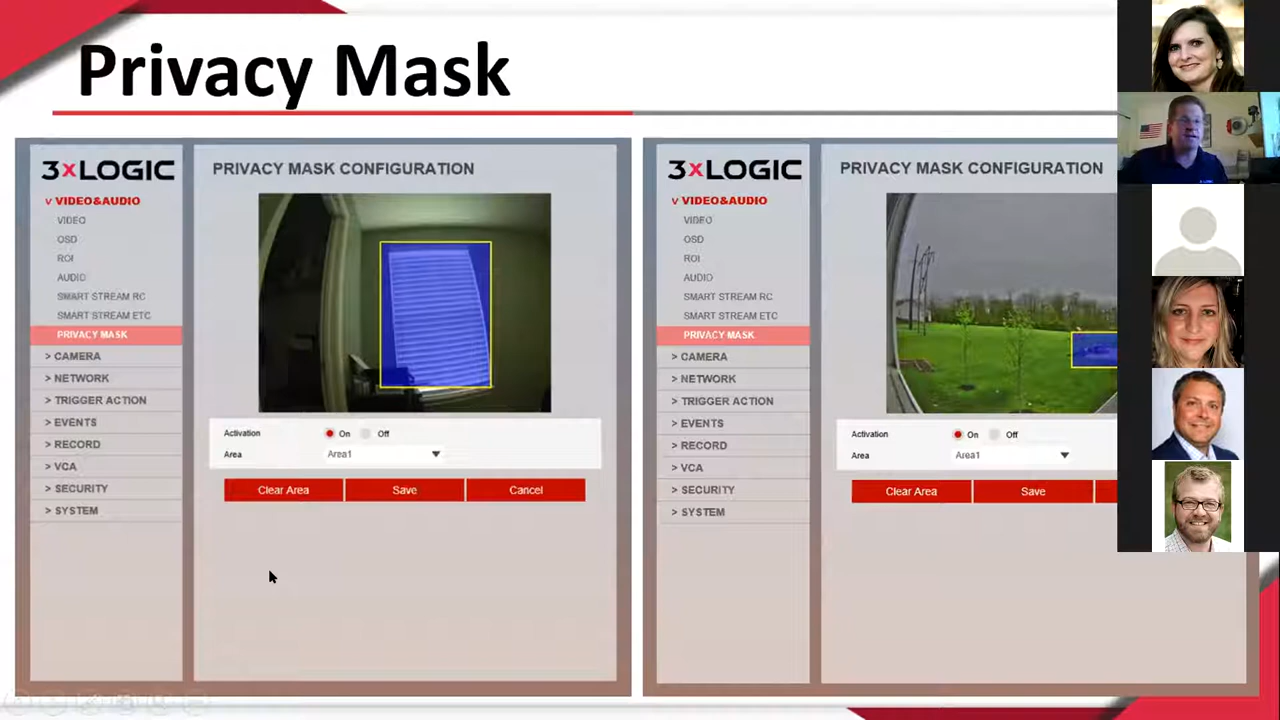 Privacy Mask
3xLOGIC
v VIDEO&AUDIO
VIDEO
OSD
ROI
AUDIO
SMART STREAM RC
SMART STREAM ETC
PRIVACY MASK
> CAMERA
> NETWORK
> TRIGGER ACTION
> EVENTS
> RECORD
> VCA
> SECURITY
> SYSTEM
PRIVACY MASK CONFIGURATION
Activation On Off
Area Area1
Clear Area Save Cancel
3xLOGIC
v VIDEO&AUDIO
VIDEO
OSD
ROI
AUDIO
SMART STREAM RC
SMART STREAM ETC
PRIVACY MASK
> CAMERA
> NETWORK
> TRIGGER ACTION
> EVENTS
> RECORD
> VCA
> SECURITY
> SYSTEM
PRIVACY MASK CONFIGURATION
Activation On Off
Area Area1
Clear Area Save